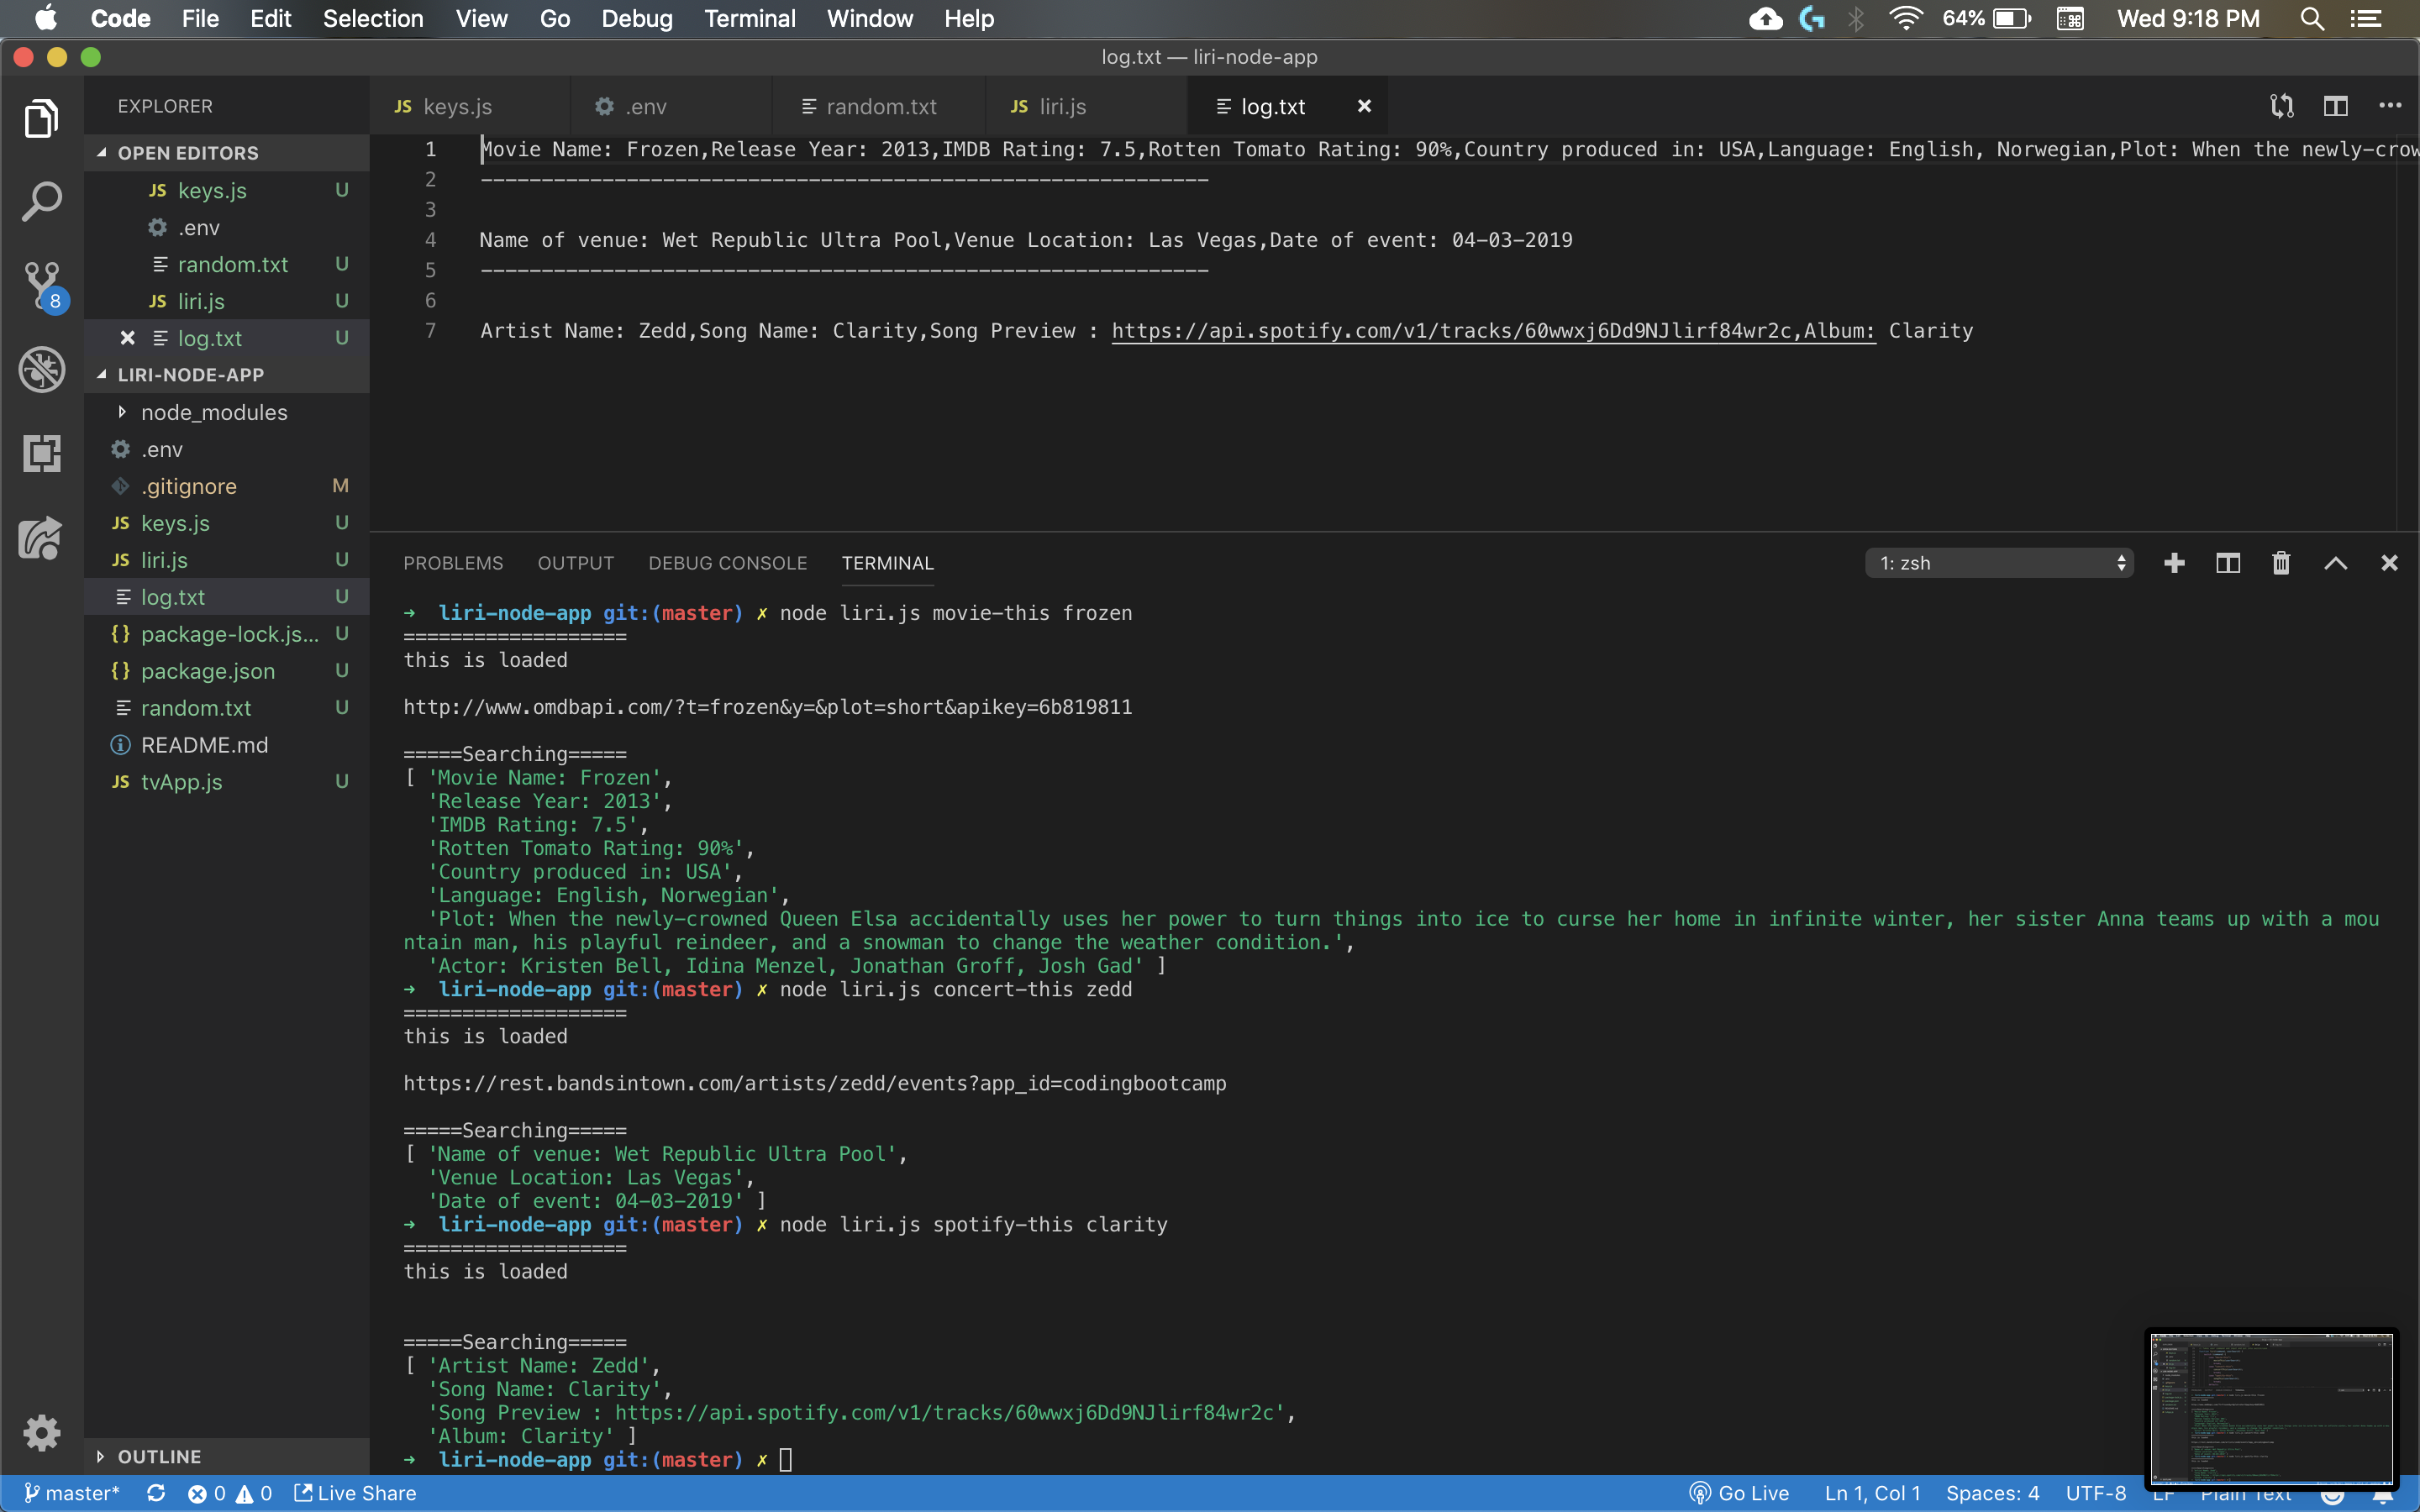 Code File Edit Selection View Go Debug Terminal Window Help 64% Wed 9:18 PM
log.txt — liri-node-app
EXPLORER
OPEN EDITORS
JS keys.js U
.env
random.txt U
JS liri.js U
log.txt U
LIRI-NODE-APP
node_modules
.env
.gitignore M
JS keys.js U
JS liri.js U
log.txt U
{} package-lock.js... U
{} package.json U
random.txt U
README.md
JS tvApp.js U
OUTLINE
8
JS keys.js .env random.txt JS liri.js log.txt
1 Movie Name: Frozen,Release Year: 2013,IMDB Rating: 7.5,Rotten Tomato Rating: 90%,Country produced in: USA,Language: English, Norwegian,Plot: When the newly-crow
2 ------------------------------------------------------------
3
4 Name of venue: Wet Republic Ultra Pool,Venue Location: Las Vegas,Date of event: 04-03-2019
5 ------------------------------------------------------------
6
7 Artist Name: Zedd,Song Name: Clarity,Song Preview : https://api.spotify.com/v1/tracks/60wwxj6Dd9NJlirf84wr2c,Album: Clarity
PROBLEMS OUTPUT DEBUG CONSOLE TERMINAL 1: zsh
➜ liri-node-app git:(master) ✗ node liri.js movie-this frozen
===================
this is loaded
http://www.omdbapi.com/?t=frozen&y=&plot=short&apikey=6b819811
=====Searching=====
[ 'Movie Name: Frozen',
'Release Year: 2013',
'IMDB Rating: 7.5',
'Rotten Tomato Rating: 90%',
'Country produced in: USA',
'Language: English, Norwegian',
'Plot: When the newly-crowned Queen Elsa accidentally uses her power to turn things into ice to curse her home in infinite winter, her sister Anna teams up with a mou
ntain man, his playful reindeer, and a snowman to change the weather condition.',
'Actor: Kristen Bell, Idina Menzel, Jonathan Groff, Josh Gad' ]
➜ liri-node-app git:(master) ✗ node liri.js concert-this zedd
===================
this is loaded
https://rest.bandsintown.com/artists/zedd/events?app_id=codingbootcamp
=====Searching=====
[ 'Name of venue: Wet Republic Ultra Pool',
'Venue Location: Las Vegas',
'Date of event: 04-03-2019' ]
➜ liri-node-app git:(master) ✗ node liri.js spotify-this clarity
===================
this is loaded
=====Searching=====
[ 'Artist Name: Zedd',
'Song Name: Clarity',
'Song Preview : https://api.spotify.com/v1/tracks/60wwxj6Dd9NJlirf84wr2c',
'Album: Clarity' ]
➜ liri-node-app git:(master) ✗
master* 0 0 Live Share Go Live Ln 1, Col 1 Spaces: 4 UTF-8 LF Plain Text